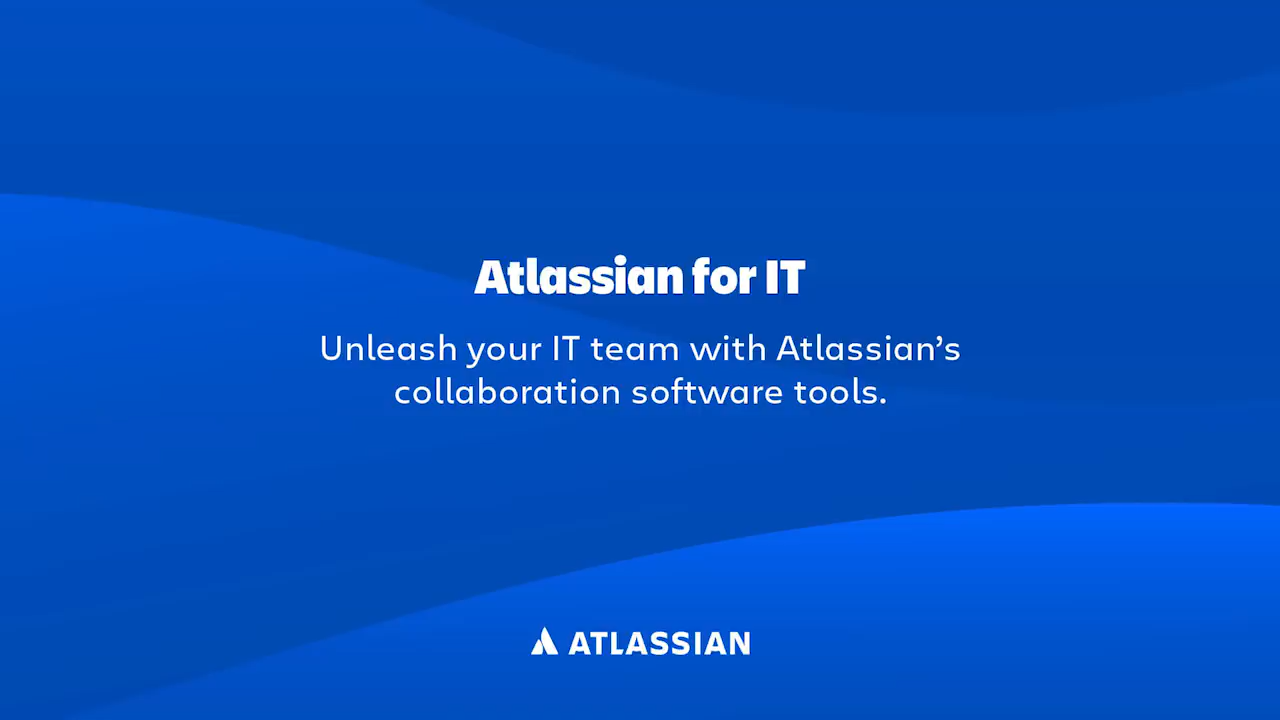 Atlassian for IT
Unleash your IT team with Atlassian’s
collaboration software tools.
ATLASSIAN